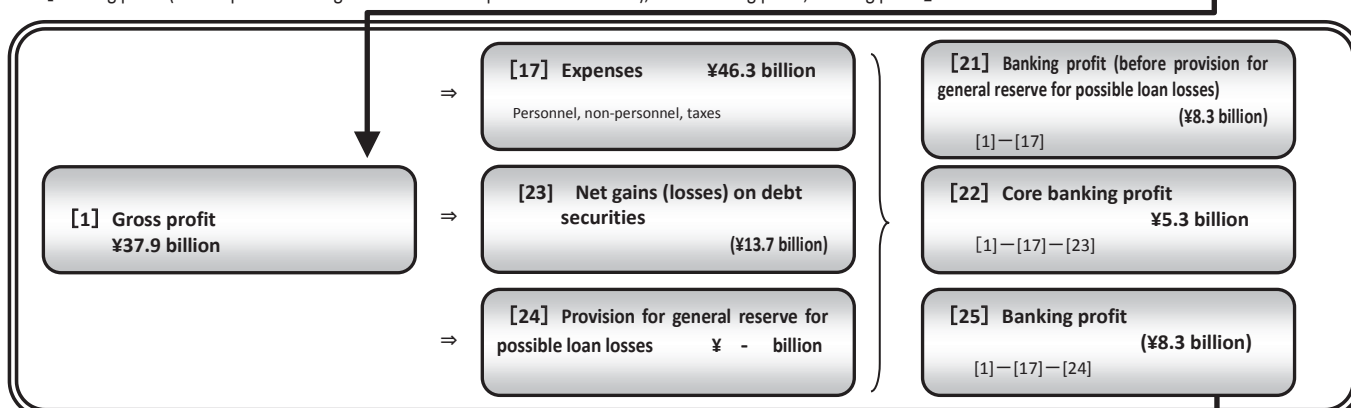 [1] Gross profit
¥37.9 billion
⇒
[17] Expenses ¥46.3 billion
Personnel, non-personnel, taxes
⇒
[23] Net gains (losses) on debt
securities
(¥13.7 billion)
⇒
[24] Provision for general reserve for
possible loan losses ¥ - billion
[21] Banking profit (before provision for
general reserve for possible loan losses)
(¥8.3 billion)
[1]－[17]
[22] Core banking profit
¥5.3 billion
[1]－[17]－[23]
[25] Banking profit
(¥8.3 billion)
[1]－[17]－[24]